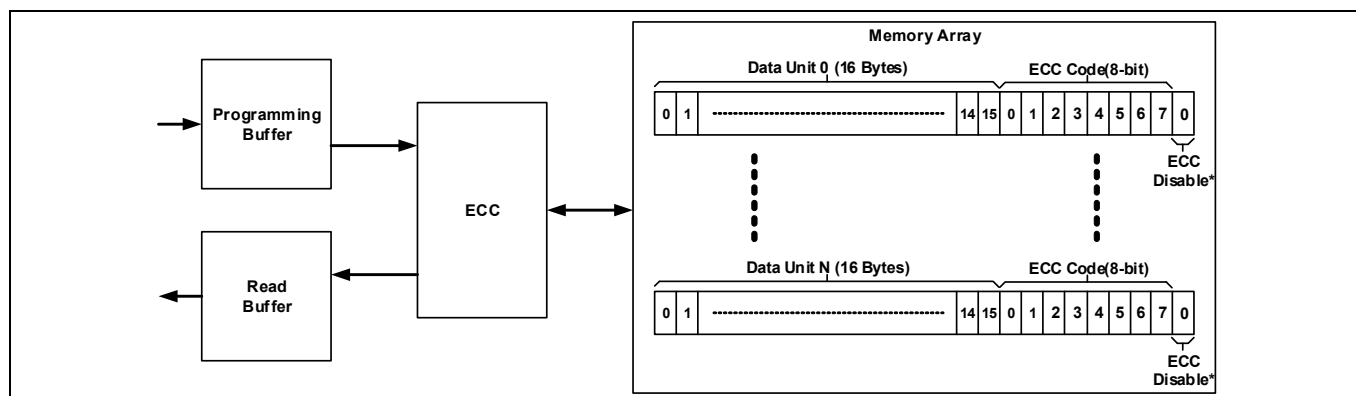 Memory Array
Data Unit 0 (16 Bytes) ECC Code(8-bit)
0 1 14 15 0 1 2 3 4 5 6 7 0
ECC
Disable*
Programming
Buffer
ECC
Read
Buffer
Data Unit N (16 Bytes) ECC Code(8-bit)
0 1 14 15 0 1 2 3 4 5 6 7 0
ECC
Disable*